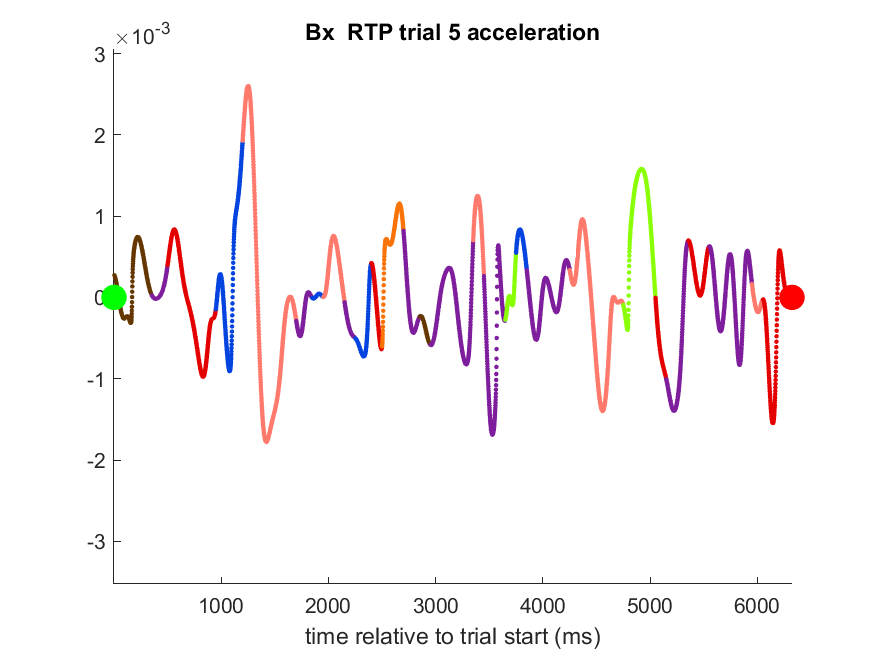 Bx  RTP trial 5 acceleration
×10⁻³
3
2
1
0
-1
-2
-3
1000 2000 3000 4000 5000 6000
time relative to trial start (ms)